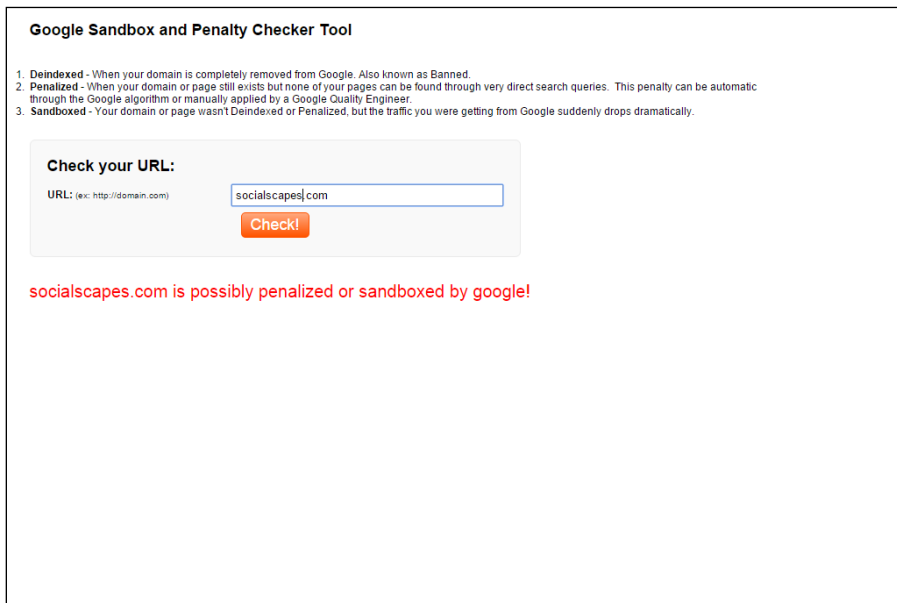 Google Sandbox and Penalty Checker Tool
1. Deindexed - When your domain is completely removed from Google. Also known as Banned.
2. Penalized - When your domain or page still exists but none of your pages can be found through very direct search queries. This penalty can be automatic
through the Google algorithm or manually applied by a Google Quality Engineer.
3. Sandboxed - Your domain or page wasn't Deindexed or Penalized, but the traffic you were getting from Google suddenly drops dramatically.
Check your URL:
URL: (ex: http://domain.com) socialscapes.com
Check!
socialscapes.com is possibly penalized or sandboxed by google!